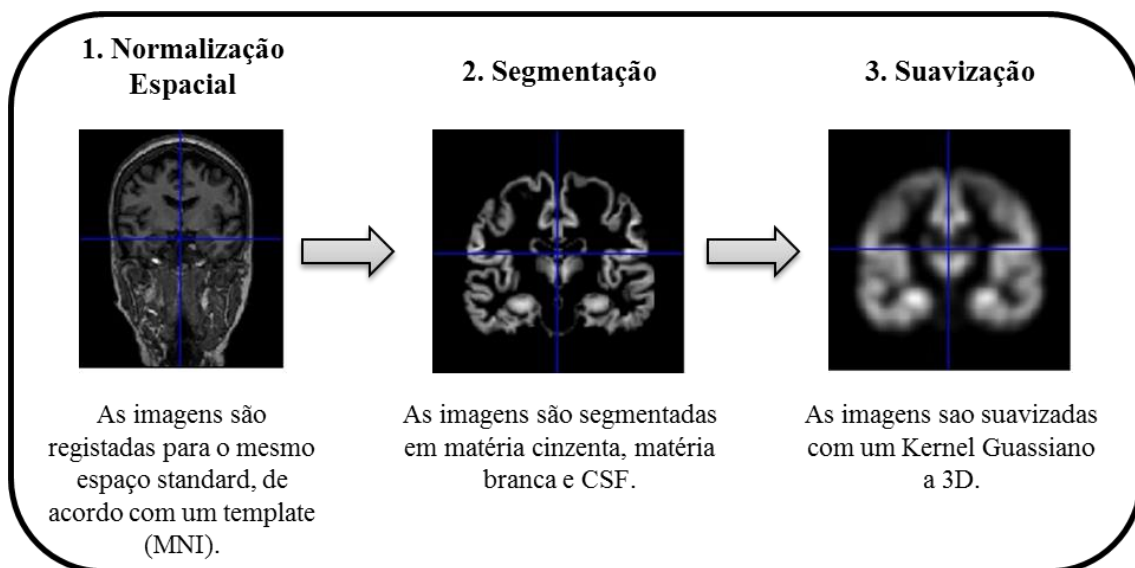 1. Normalização
Espacial
2. Segmentação
3. Suavização
As imagens são
registadas para o mesmo
espaço standard, de
acordo com um template
(MNI).
As imagens são segmentadas
em matéria cinzenta, matéria
branca e CSF.
As imagens sao suavizadas
com um Kernel Guassiano
a 3D.